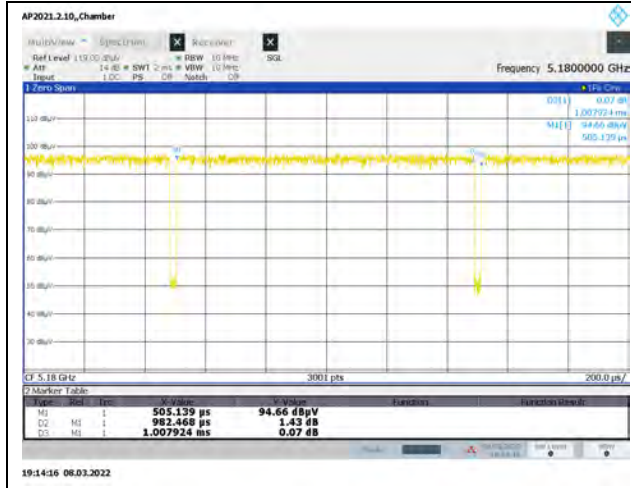 AP2021.2.10,,Chamber
MultiView Spectrum X Receiver X
Ref Level 119.00 dBµV RBW 10 MHz SGL
Att 14 dB SWT 2 ms VBW 10 MHz
Input 1 DC PS Off Notch Off
Frequency 5.1800000 GHz
1 Zero Span
D3[1] 0.07 dB
1.007924 ms
M1[1] 94.66 dBµV
505.139 µs
110 dBµV
100 dBµV
90 dBµV
80 dBµV
70 dBµV
60 dBµV
50 dBµV
40 dBµV
30 dBµV
CF 5.18 GHz 3001 pts 200.0 µs/
2 Marker Table
Type Ref Trc X-Value Y-Value Function Function Result
M1 1 505.139 µs 94.66 dBµV
D2 M1 1 982.468 µs 1.43 dB
D3 M1 1 1.007924 ms 0.07 dB
19:14:16 08.03.2022